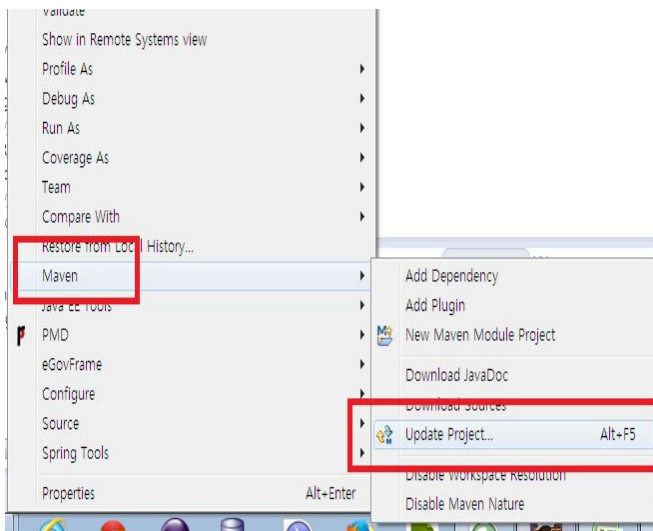 Validate
Show in Remote Systems view
Profile As
Debug As
Run As
Coverage As
Team
Compare With
Restore from Local History...
Maven
Java EE Tools
PMD
eGovFrame
Configure
Source
Spring Tools
Properties Alt+Enter
Add Dependency
Add Plugin
New Maven Module Project
Download JavaDoc
Download Sources
Update Project... Alt+F5
Disable Workspace Resolution
Disable Maven Nature